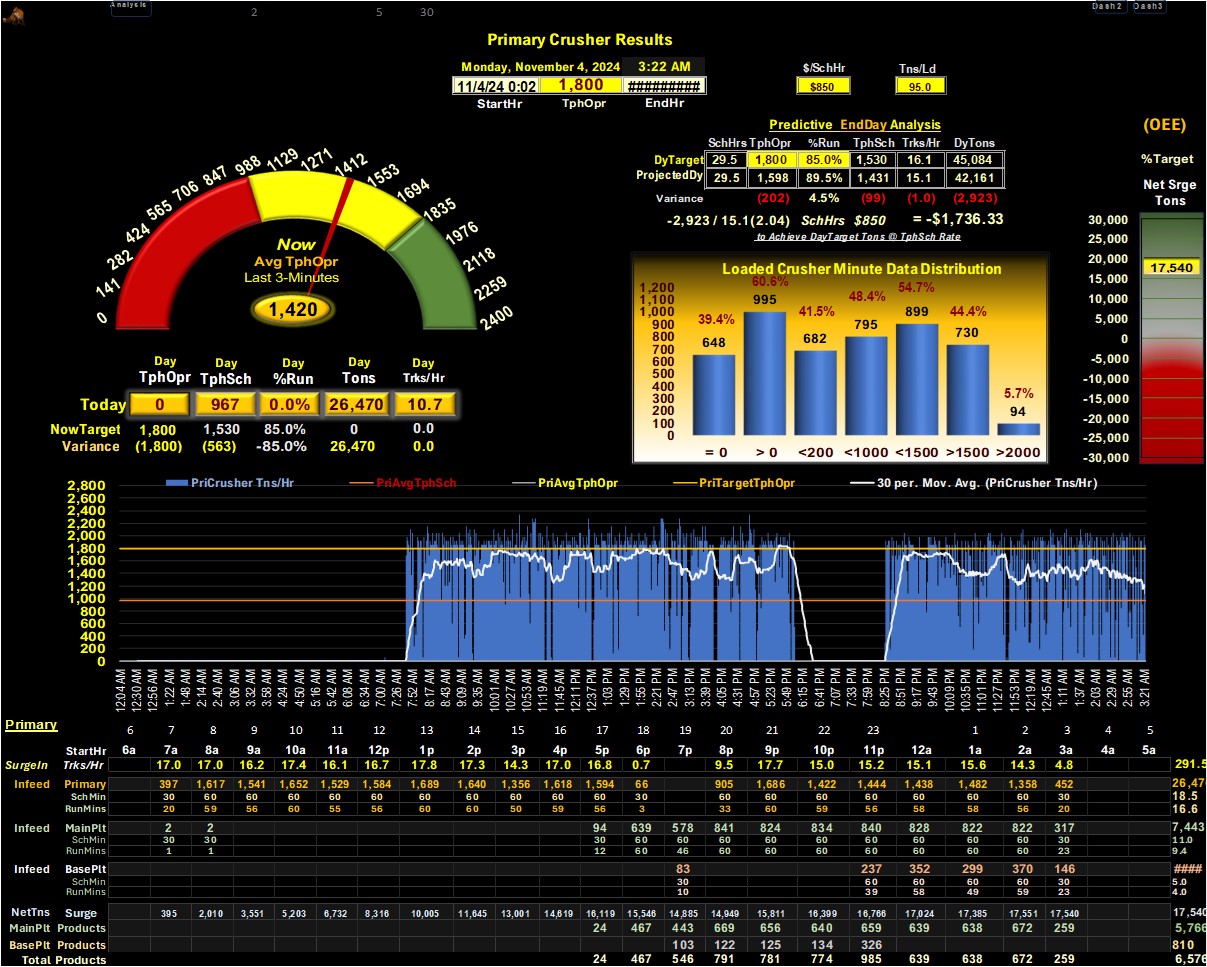 Analysis 2 5 30 Dash2 Dash3
Primary Crusher Results
Monday, November 4, 2024 3:22 AM $/SchHr Tns/Ld
11/4/24 0:02 1,800 ########## $850 95.0
StartHr TphOpr EndHr
Predictive EndDay Analysis
SchHrs TphOpr %Run TphSch Trks/Hr DyTons
DyTarget 29.5 1,800 85.0% 1,530 16.1 45,084
ProjectedDy 29.5 1,598 89.5% 1,431 15.1 42,161
Variance (202) 4.5% (99) (1.0) (2,923)
-2,923 / 15.1 (2.04) SchHrs $850 = -$1,736.33
to Achieve DayTarget Tons @ TphSch Rate
(OEE)
%Target
Net Srge
Tons
30,000
25,000
20,000
17,540
15,000
10,000
5,000
0
-5,000
-10,000
-15,000
-20,000
-25,000
-30,000
0 141 282 424 565 706 847 988 1129 1271 1412 1553 1694 1835 1976 2118 2259 2400
Now
Avg TphOpr
Last 3-Minutes
1,420
Loaded Crusher Minute Data Distribution
1,200
1,100
1,000
900
800
700
600
500
400
300
200
100
0
39.4% 60.6% 41.5% 48.4% 54.7% 44.4% 5.7%
648 995 682 795 899 730 94
= 0 > 0 <200 <1000 <1500 >1500 >2000
Day Day Day Day Day
TphOpr TphSch %Run Tons Trks/Hr
Today 0 967 0.0% 26,470 10.7
NowTarget 1,800 1,530 85.0% 0 0.0
Variance (1,800) (563) -85.0% 26,470 0.0
PriCrusher Tns/Hr PriAvgTphSch PriAvgTphOpr PriTargetTphOpr 30 per. Mov. Avg. (PriCrusher Tns/Hr)
2,800
2,600
2,400
2,200
2,000
1,800
1,600
1,400
1,200
1,000
800
600
400
200
0
12:04 AM 12:30 AM 12:56 AM 1:22 AM 1:48 AM 2:14 AM 2:40 AM 3:06 AM 3:32 AM 3:58 AM 4:24 AM 4:50 AM 5:16 AM 5:42 AM 6:08 AM 6:34 AM 7:00 AM 7:26 AM 7:52 AM 8:17 AM 8:43 AM 9:09 AM 9:35 AM 10:01 AM 10:27 AM 10:53 AM 11:19 AM 11:45 AM 12:11 PM 12:37 PM 1:03 PM 1:29 PM 1:55 PM 2:21 PM 2:47 PM 3:13 PM 3:39 PM 4:05 PM 4:31 PM 4:57 PM 5:23 PM 5:49 PM 6:15 PM 6:41 PM 7:07 PM 7:33 PM 7:59 PM 8:25 PM 8:51 PM 9:17 PM 9:43 PM 10:09 PM 10:35 PM 11:01 PM 11:27 PM 11:53 PM 12:19 AM 12:45 AM 1:11 AM 1:37 AM 2:03 AM 2:29 AM 2:55 AM 3:21 AM
Primary 6 7 8 9 10 11 12 13 14 15 16 17 18 19 20 21 22 23 1 2 3 4 5
StartHr 6a 7a 8a 9a 10a 11a 12p 1p 2p 3p 4p 5p 6p 7p 8p 9p 10p 11p 12a 1a 2a 3a 4a 5a
SurgeIn Trks/Hr 17.0 17.0 16.2 17.4 16.1 16.7 17.8 17.3 14.3 17.0 16.8 0.7 9.5 17.7 15.0 15.2 15.1 15.6 14.3 4.8 291.5
Infeed Primary 397 1,617 1,541 1,652 1,529 1,584 1,689 1,640 1,356 1,618 1,594 66 905 1,686 1,422 1,444 1,438 1,482 1,358 452 26,47
SchMin 30 60 60 60 60 60 60 60 60 60 60 30 60 60 60 60 60 60 60 30 18.5
RunMins 20 59 56 60 55 56 60 60 50 59 56 3 33 60 59 56 58 58 56 20 16.6
Infeed MainPlt 2 2 94 639 578 841 824 834 840 828 822 822 317 7,443
SchMin 30 30 30 60 60 60 60 60 60 60 60 60 30 11.0
RunMins 1 1 12 60 46 60 60 60 60 60 60 60 23 9.4
Infeed BasePlt 83 237 352 299 370 146 ####
SchMin 30 60 60 60 60 30 5.0
RunMins 10 39 58 49 59 23 4.0
NetTns Surge 395 2,010 3,551 5,203 6,732 8,316 10,005 11,645 13,001 14,619 16,119 15,546 14,885 14,949 15,811 16,399 16,766 17,024 17,385 17,551 17,540 17,540
MainPlt Products 24 467 443 669 656 640 659 639 638 672 259 5,766
BasePlt Products 103 122 125 134 326 810
Total Products 24 467 546 791 781 774 985 639 638 672 259 6,576